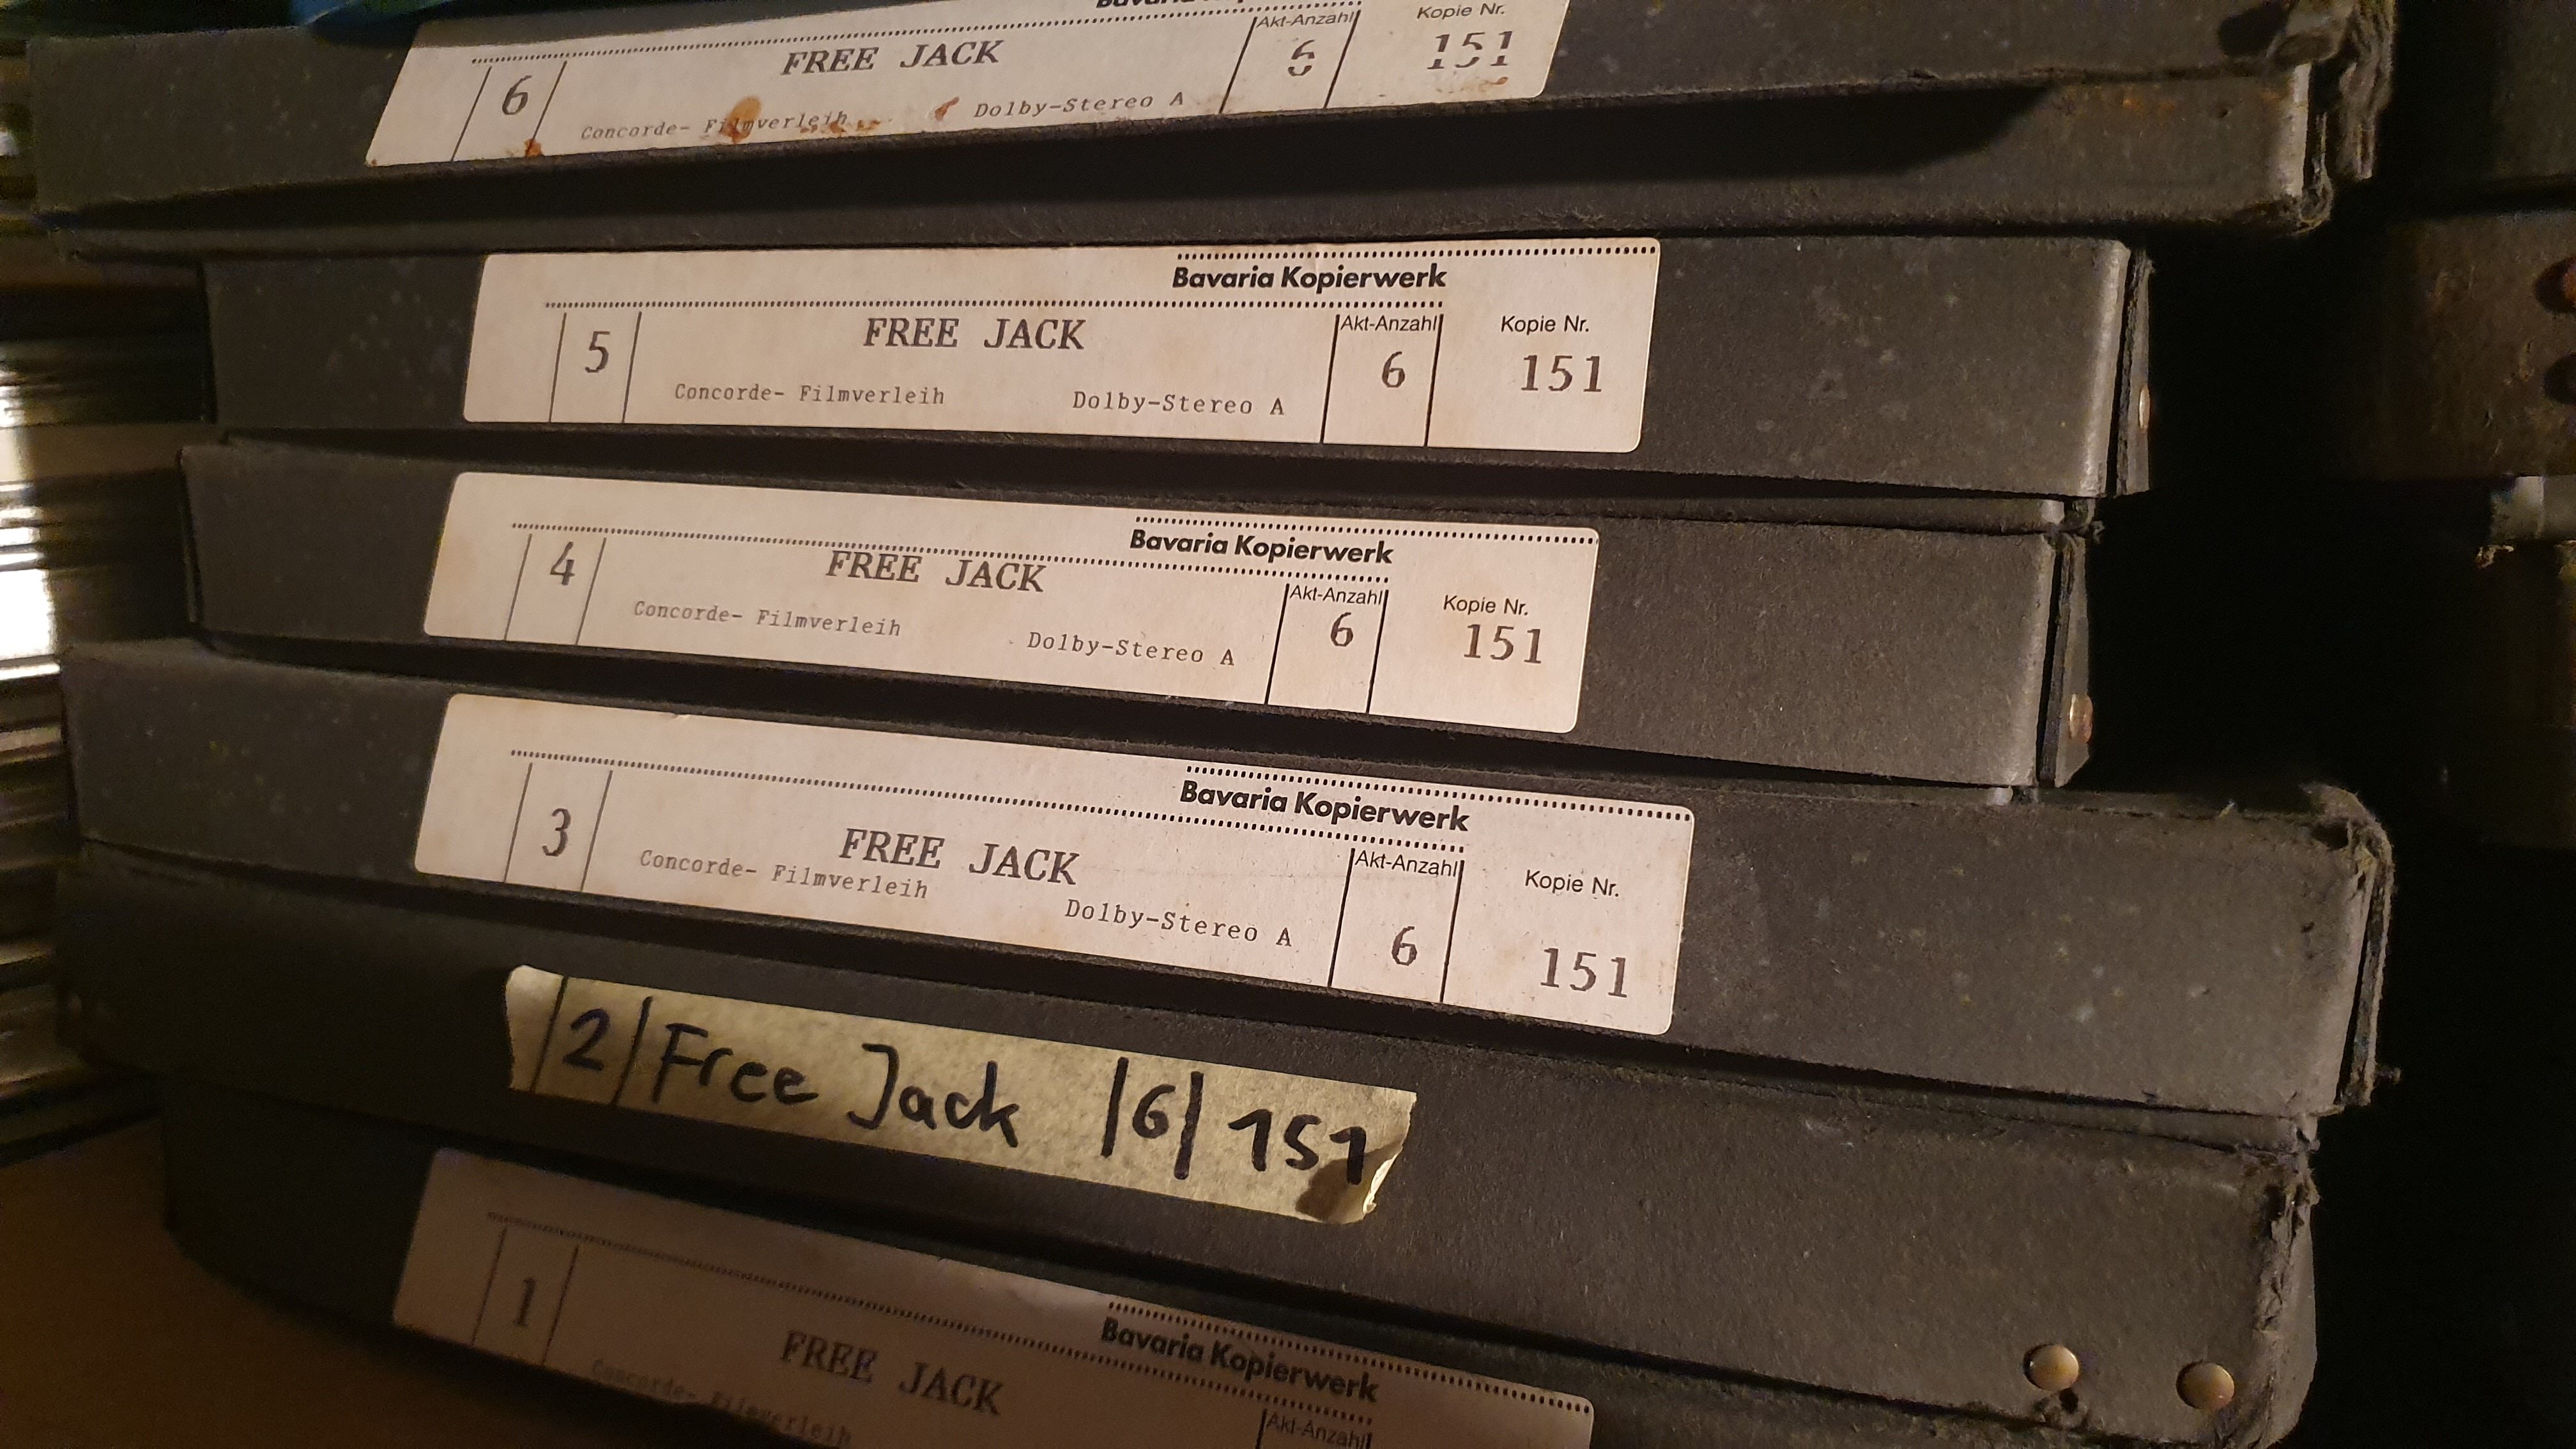 Akt-Anzahl Kopie Nr.
6 FREE JACK 6 151
Concorde- Filmverleih Dolby-Stereo A
Bavaria Kopierwerk
Akt-Anzahl Kopie Nr.
5 FREE JACK 6 151
Concorde- Filmverleih Dolby-Stereo A
Bavaria Kopierwerk
Akt-Anzahl Kopie Nr.
4 FREE JACK 6 151
Concorde- Filmverleih Dolby-Stereo A
Bavaria Kopierwerk
Akt-Anzahl Kopie Nr.
3 FREE JACK 6 151
Concorde- Filmverleih Dolby-Stereo A
2 | Free Jack | 6 | 151
Bavaria Kopierwerk
Akt-Anzahl
1 FREE JACK
Concorde- Filmverleih